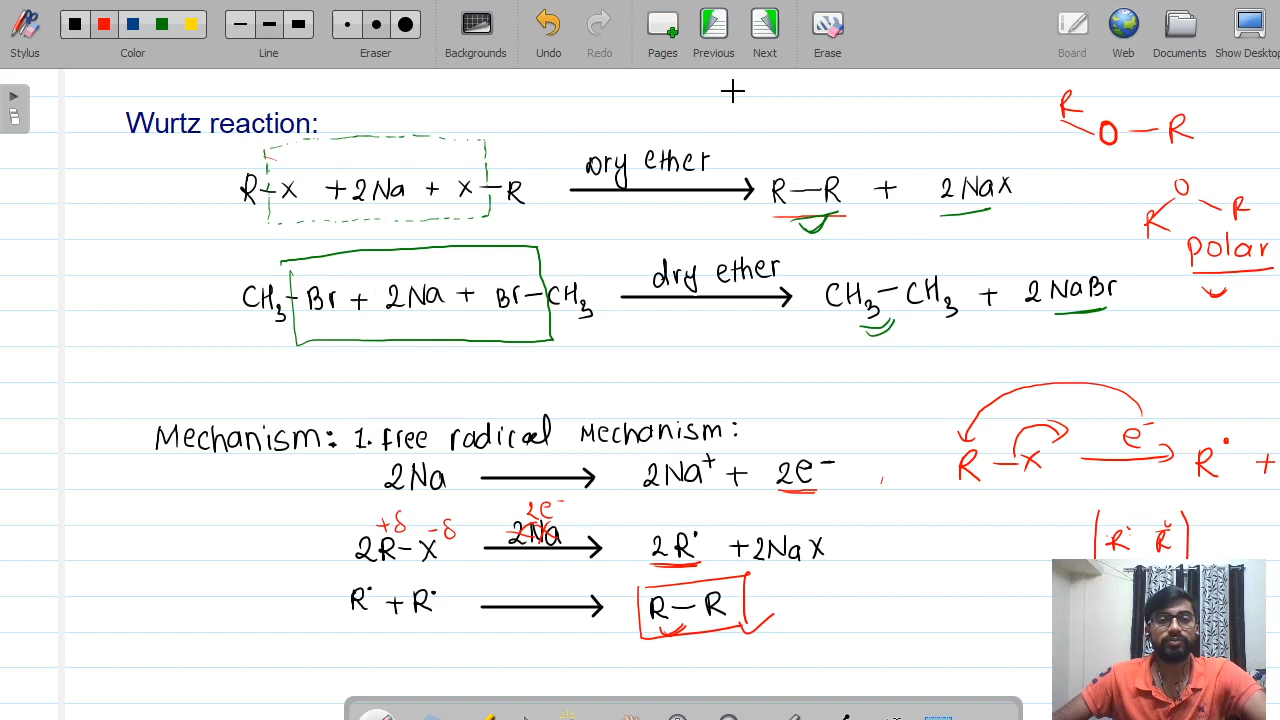 Stylus Color Line Eraser Backgrounds Undo Redo Pages Previous Next Erase Board Web Documents Show Desktop
Wurtz reaction:
R-X + 2Na + X-R Dry ether R-R + 2NaX
CH3-Br + 2Na + Br-CH3 dry ether CH3-CH3 + 2NaBr
R
O-R
O
R R
polar
Mechanism: 1. free radical Mechanism:
2Na → 2Na+ + 2e-
R-X e- → R• +
2e-
+δ -δ
2R-X 2Na → 2R• + 2NaX
R• R•
R• + R• → R-R